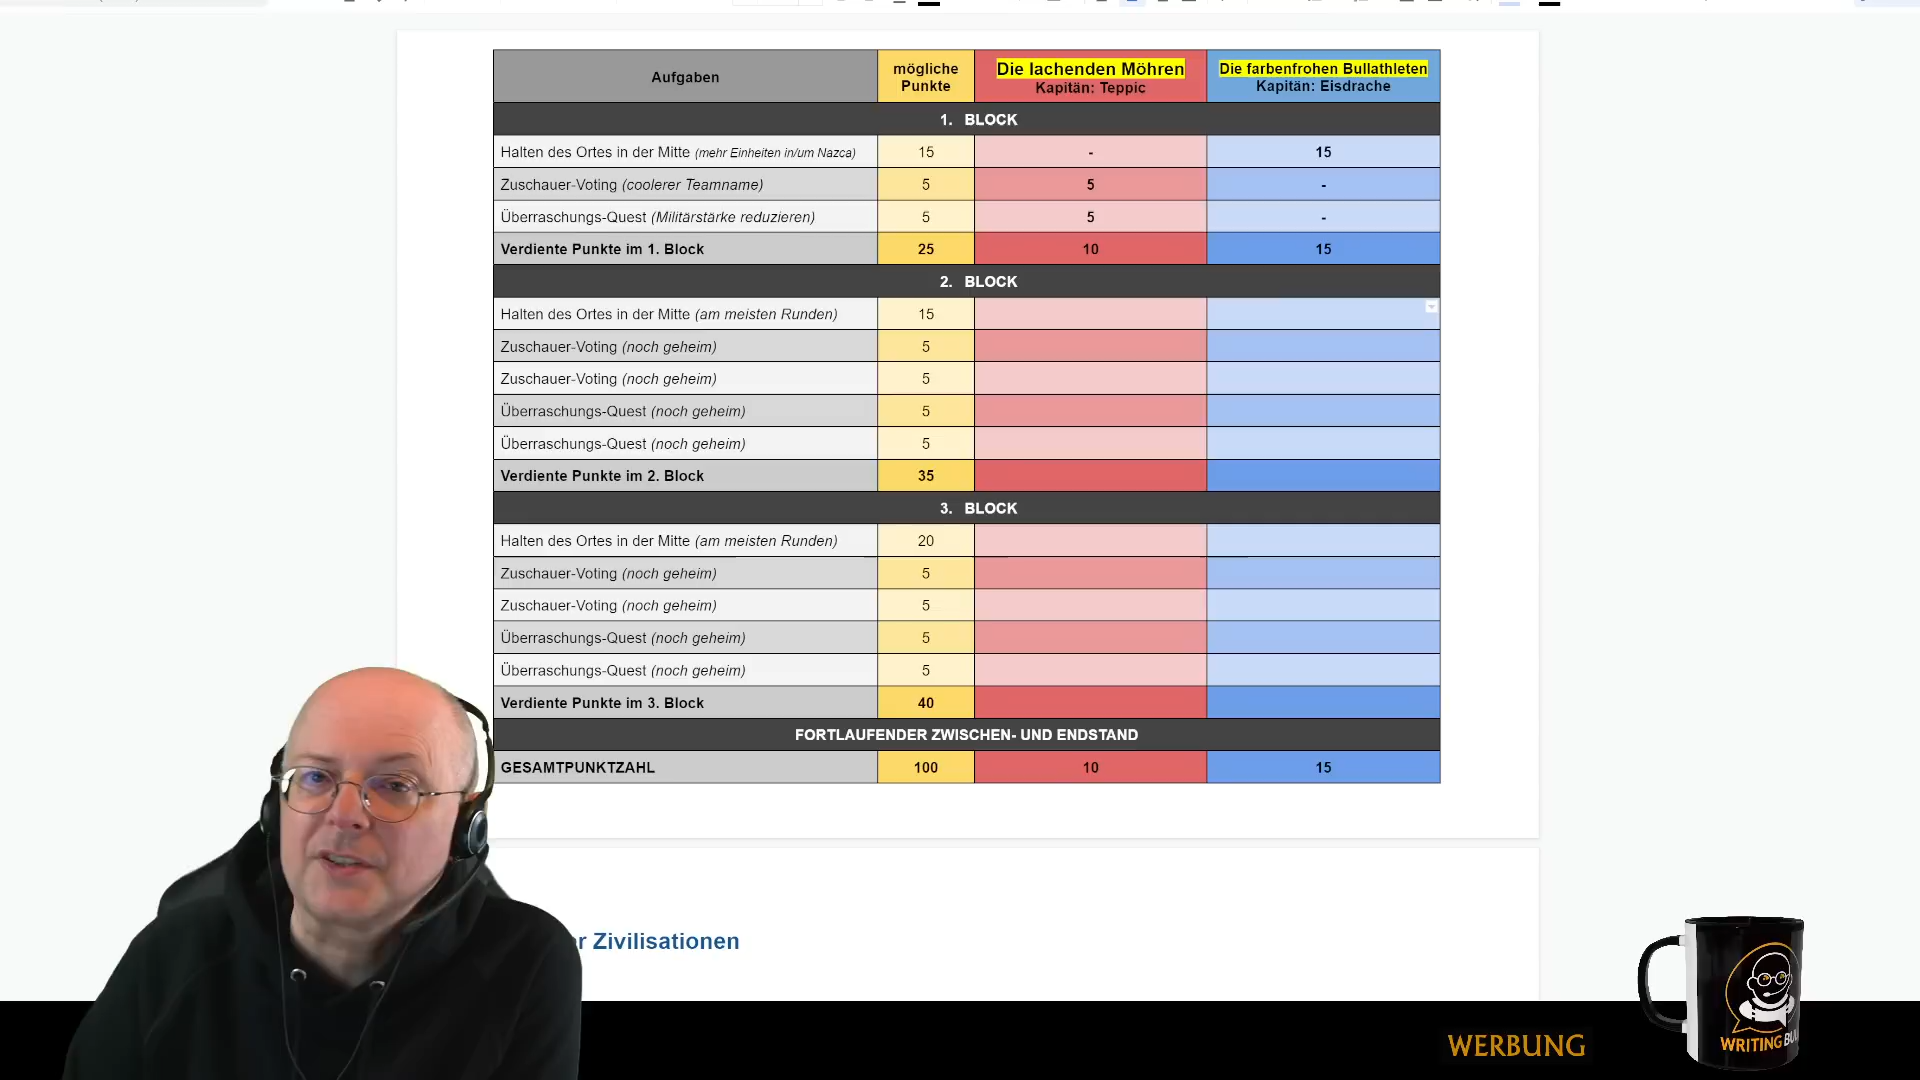 Aufgaben mögliche Punkte Die lachenden Möhren Kapitän: Teppic Die farbenfrohen Bullathleten Kapitän: Eisdrache
1. BLOCK
Halten des Ortes in der Mitte (mehr Einheiten in/um Nazca) 15 - 15
Zuschauer-Voting (coolerer Teamname) 5 5 -
Überraschungs-Quest (Militärstärke reduzieren) 5 5 -
Verdiente Punkte im 1. Block 25 10 15
2. BLOCK
Halten des Ortes in der Mitte (am meisten Runden) 15
Zuschauer-Voting (noch geheim) 5
Zuschauer-Voting (noch geheim) 5
Überraschungs-Quest (noch geheim) 5
Überraschungs-Quest (noch geheim) 5
Verdiente Punkte im 2. Block 35
3. BLOCK
Halten des Ortes in der Mitte (am meisten Runden) 20
Zuschauer-Voting (noch geheim) 5
Zuschauer-Voting (noch geheim) 5
Überraschungs-Quest (noch geheim) 5
Überraschungs-Quest (noch geheim) 5
Verdiente Punkte im 3. Block 40
FORTLAUFENDER ZWISCHEN- UND ENDSTAND
GESAMTPUNKTZAHL 100 10 15
r Zivilisationen
WERBUNG
WRITING BU